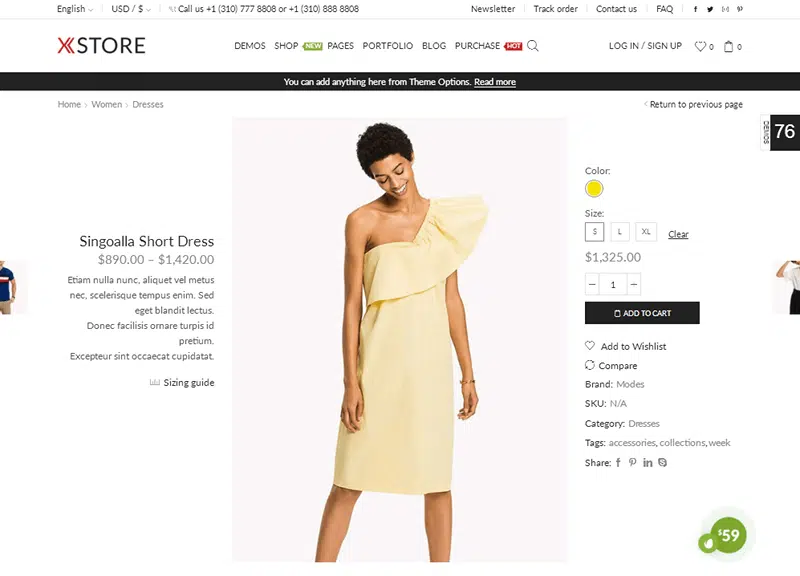 English
USD / $
Call us +1 (310) 777 8808 or +1 (310) 888 8808
Newsletter
Track order
Contact us
FAQ
XSTORE
DEMOS SHOP NEW PAGES PORTFOLIO BLOG PURCHASE HOT
LOG IN / SIGN UP
0
0
You can add anything here from Theme Options. Read more
Home > Women > Dresses
< Return to previous page
DEMOS
76
Singoalla Short Dress
$890.00 – $1,420.00
Etiam nulla nunc, aliquet vel metus
nec, scelerisque tempus enim. Sed
eget blandit lectus.
Donec facilisis ornare turpis id
pretium.
Excepteur sint occaecat cupidatat.
Sizing guide
Color:
Size:
S L XL Clear
$1,325.00
− 1 +
ADD TO CART
Add to Wishlist
Compare
Brand: Modes
SKU: N/A
Category: Dresses
Tags: accessories, collections, week
Share:
$59